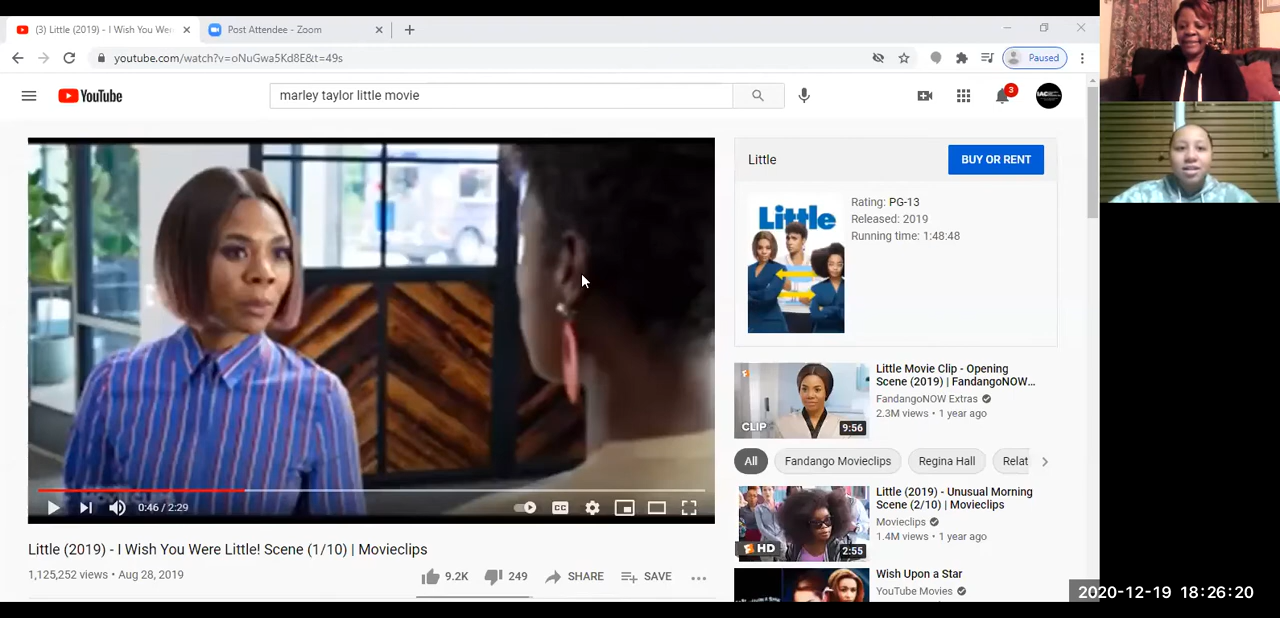 (3) Little (2019) - I Wish You Were
Post Attendee - Zoom
youtube.com/watch?v=oNuGwa5Kd8E&t=49s
Paused
YouTube
marley taylor little movie
3
IAC
Little
BUY OR RENT
Little
Rating: PG-13
Released: 2019
Running time: 1:48:48
Little Movie Clip - Opening
Scene (2019) | FandangoNOW...
FandangoNOW Extras
2.3M views • 1 year ago
CLIP
9:56
All
Fandango Movieclips
Regina Hall
Relat
Little (2019) - Unusual Morning
Scene (2/10) | Movieclips
Movieclips
1.4M views • 1 year ago
HD
2:55
Wish Upon a Star
YouTube Movies
0:46 / 2:29
CC
Little (2019) - I Wish You Were Little! Scene (1/10) | Movieclips
1,125,252 views • Aug 28, 2019
9.2K
249
SHARE
SAVE
2020-12-19 18:26:20